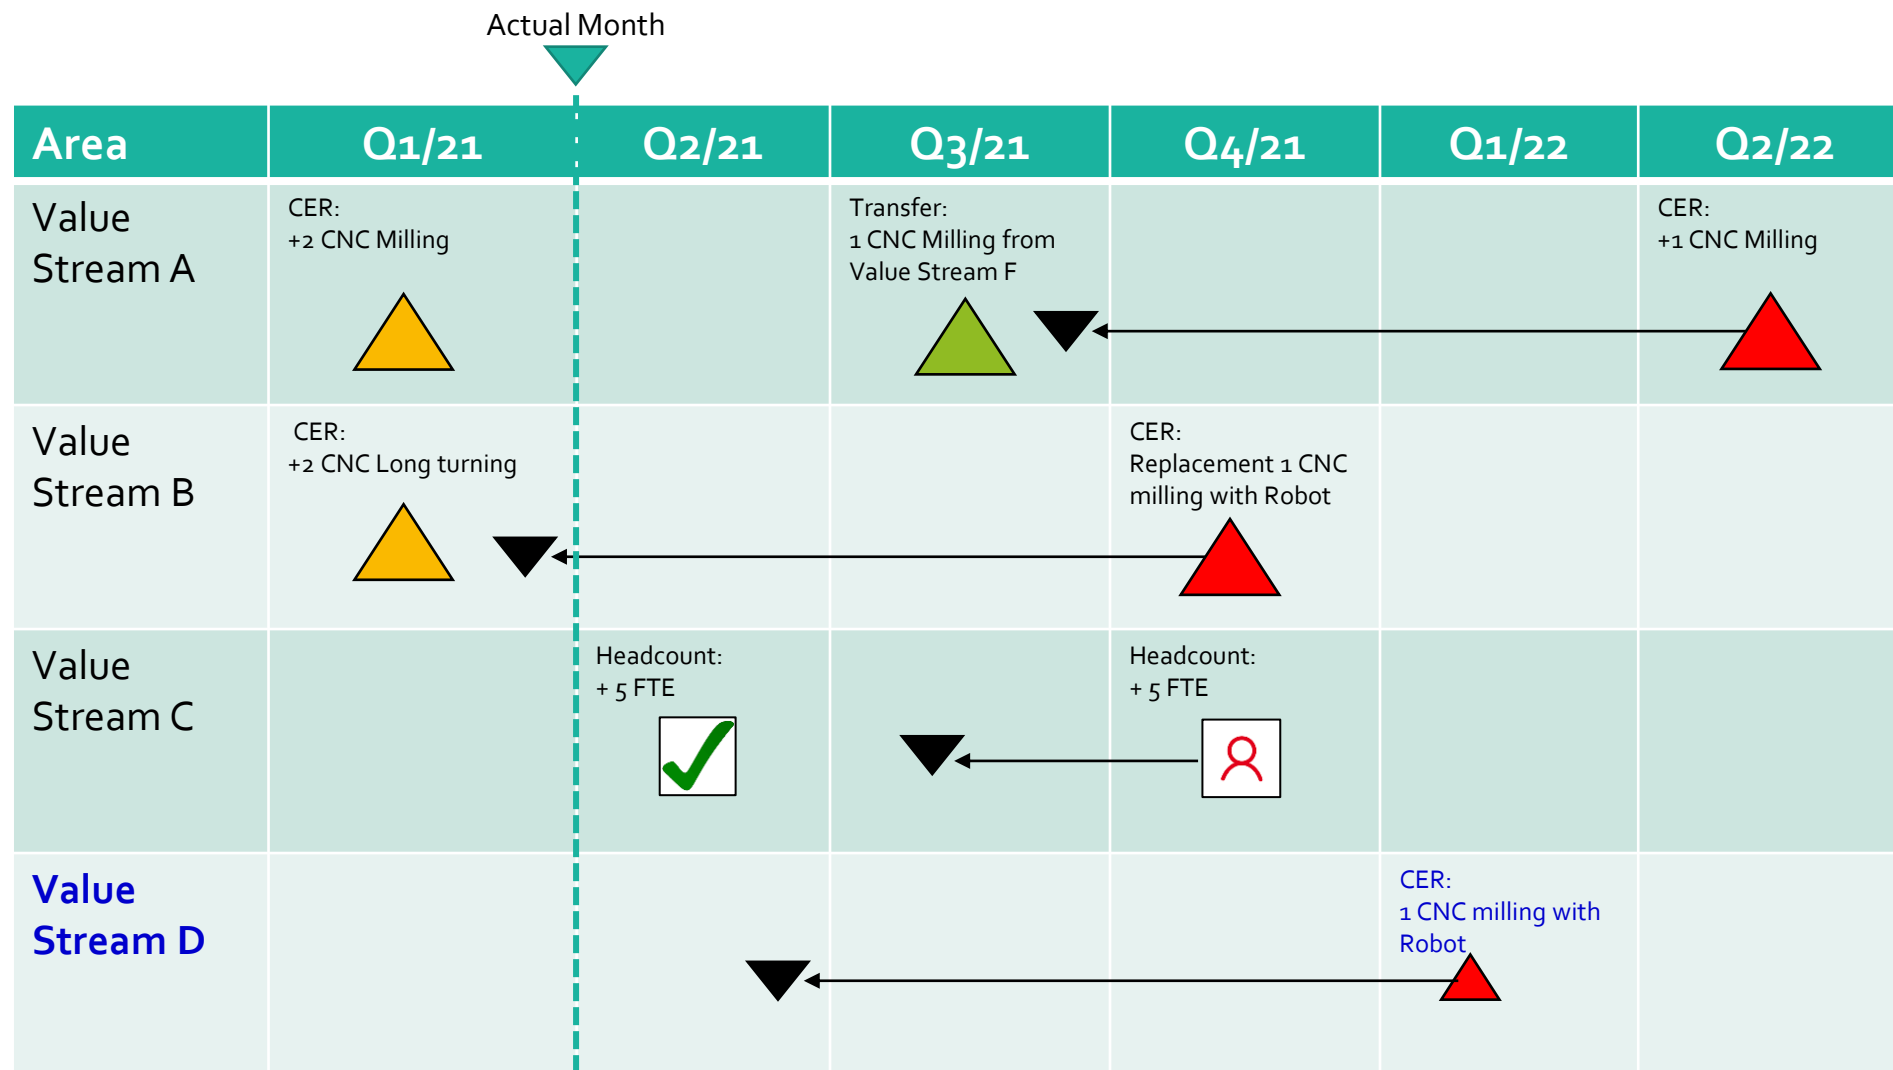 Actual Month
Area
Q1/21
Q2/21
Q3/21
Q4/21
Q1/22
Q2/22
Value
Stream A
CER:
+2 CNC Milling
Transfer:
1 CNC Milling from
Value Stream F
CER:
+1 CNC Milling
Value
Stream B
CER:
+2 CNC Long turning
CER:
Replacement 1 CNC
milling with Robot
Value
Stream C
Headcount:
+ 5 FTE
Headcount:
+ 5 FTE
Value
Stream D
CER:
1 CNC milling with
Robot